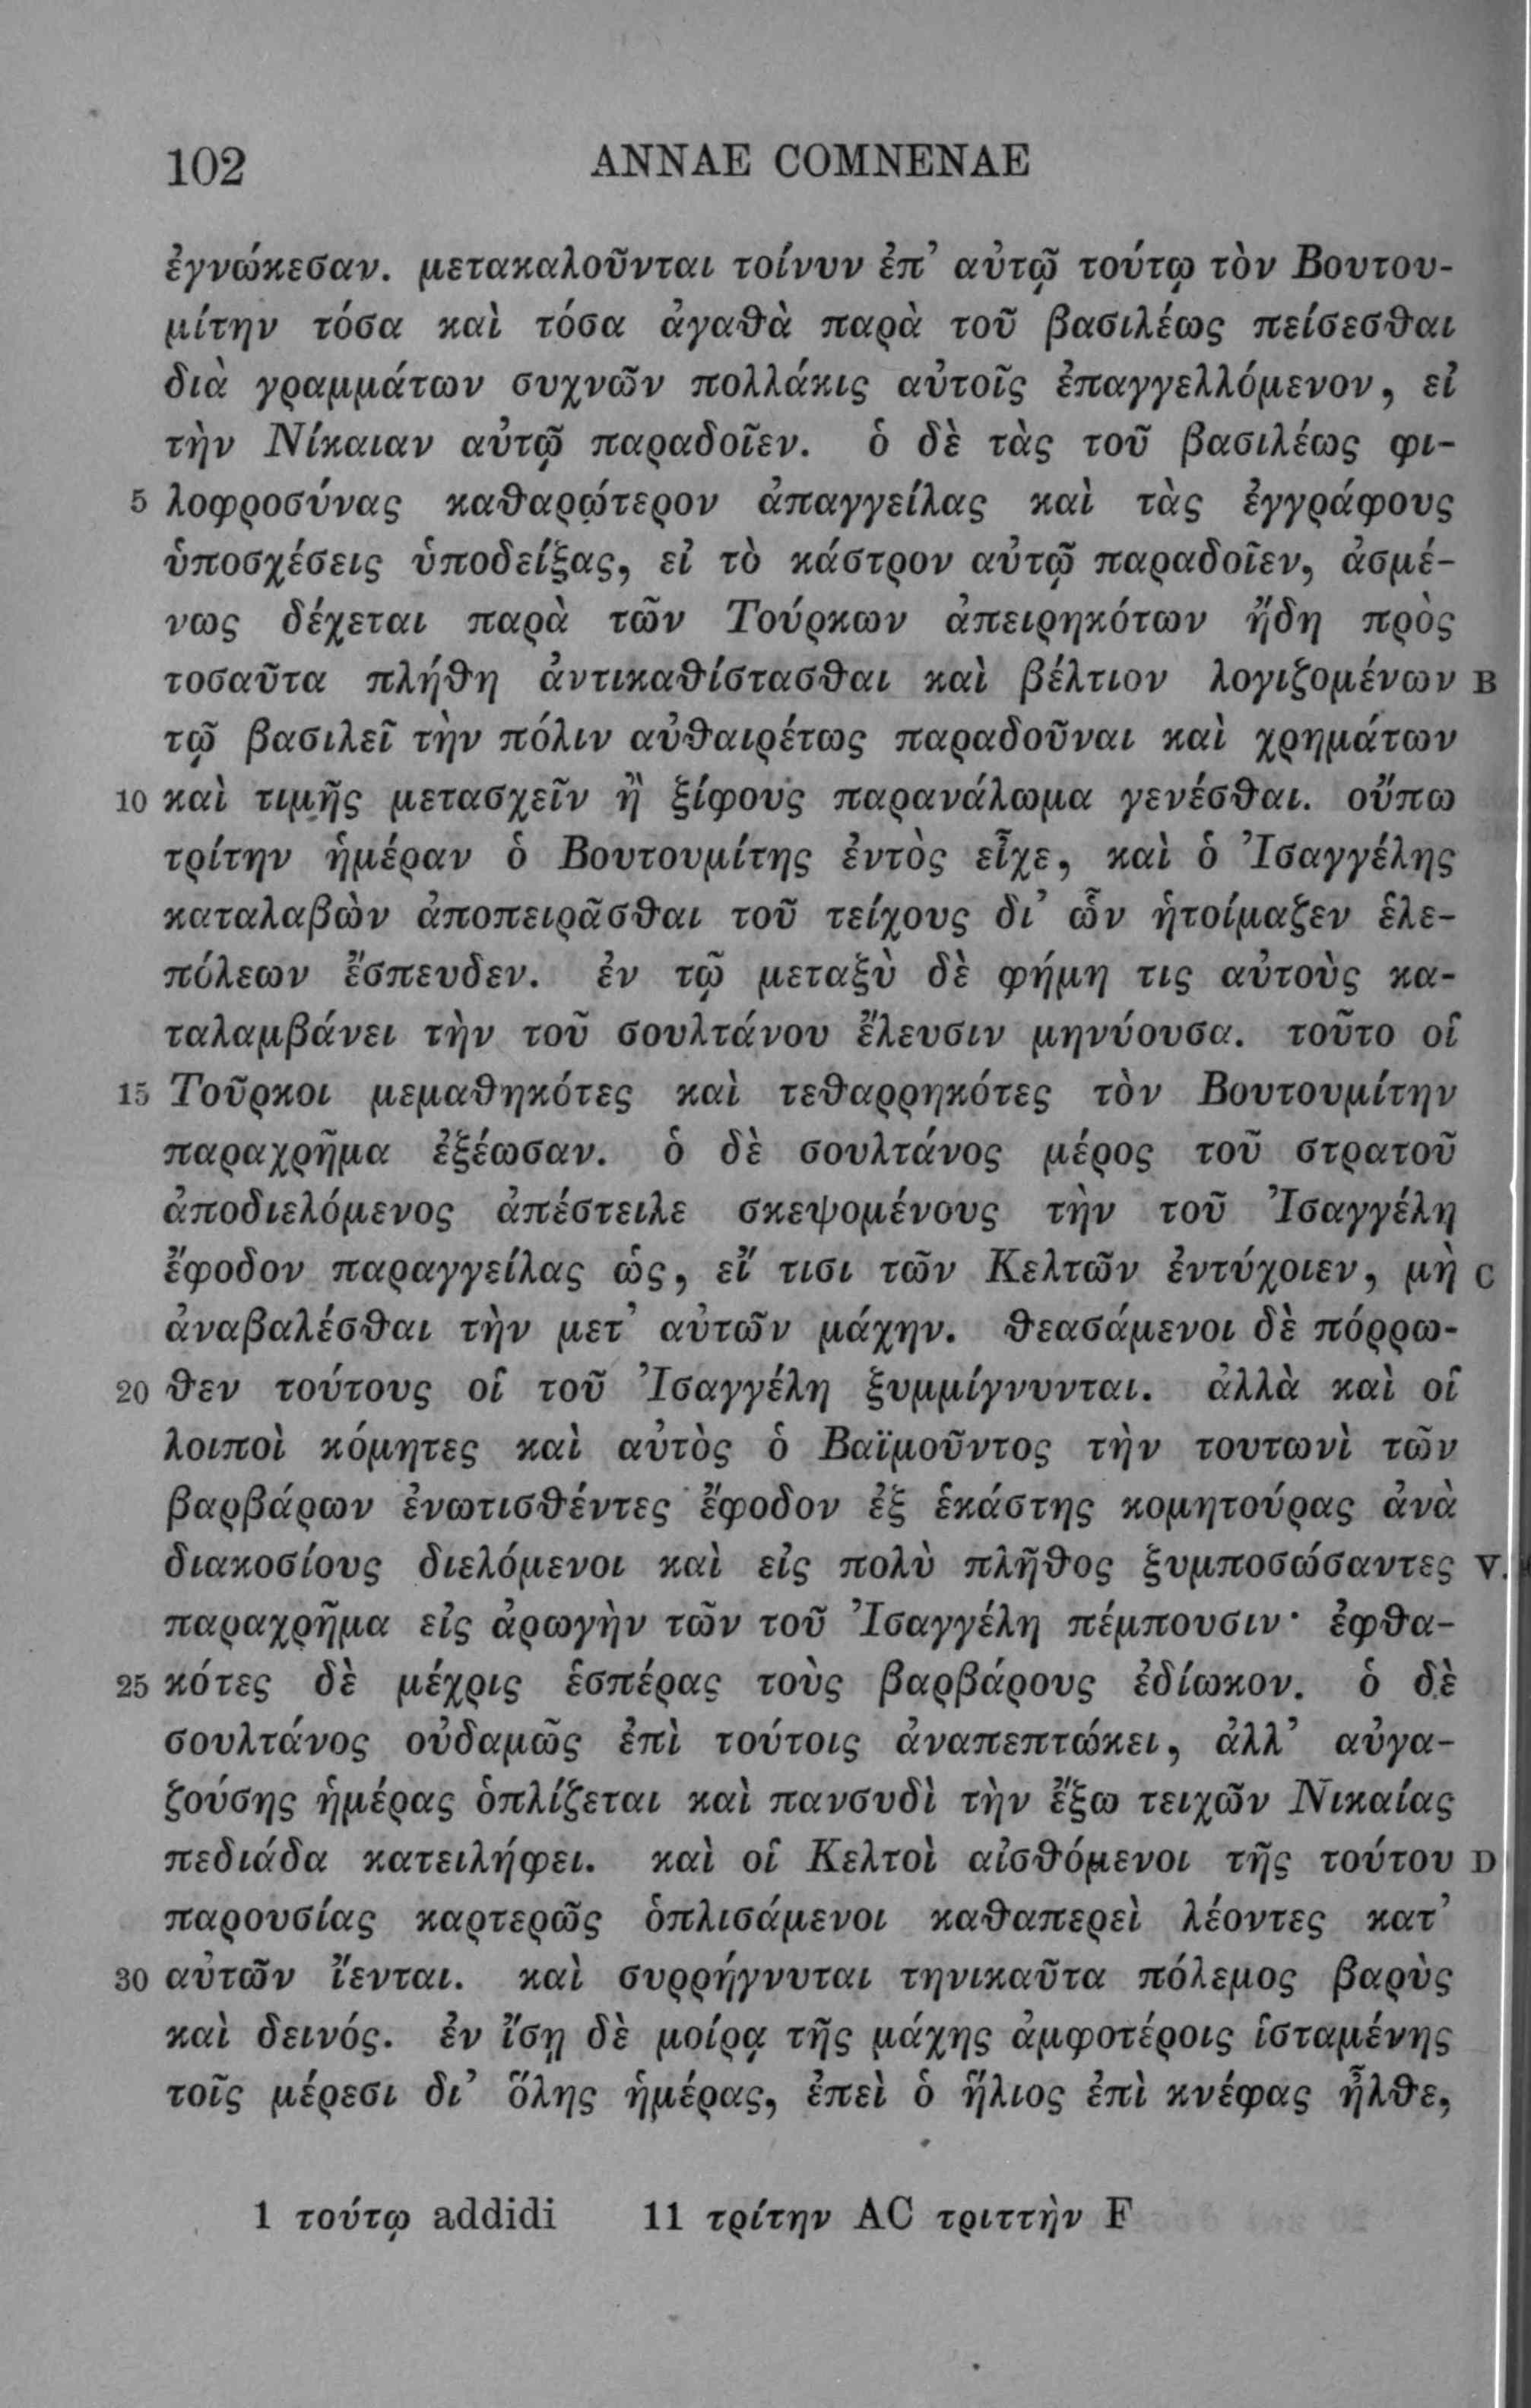 102 ANNAE COMNENAE
ἐγνώκεσαν. μετακαλοῦνται τοίνυν ἐπ’ αὐτῷ τούτῳ τὸν Βουτου-
μίτην τόσα καὶ τόσα ἀγαθὰ παρὰ τοῦ βασιλέως πείσεσθαι
διὰ γραμμάτων συχνῶν πολλάκις αὐτοῖς ἐπαγγελλόμενον, εἰ
τὴν Νίκαιαν αὐτῷ παραδοῖεν. ὁ δὲ τὰς τοῦ βασιλέως φι-
5 λοφροσύνας καθαρώτερον ἀπαγγείλας καὶ τὰς ἐγγράφους
ὑποσχέσεις ὑποδείξας, εἰ τὸ κάστρον αὐτῷ παραδοῖεν, ἀσμέ-
νως δέχεται παρὰ τῶν Τούρκων ἀπειρηκότων ἤδη πρὸς
τοσαῦτα πλήθη ἀντικαθίστασθαι καὶ βέλτιον λογιζομένων B
τῷ βασιλεῖ τὴν πόλιν αὐθαιρέτως παραδοῦναι καὶ χρημάτων
10 καὶ τιμῆς μετασχεῖν ἢ ξίφους παρανάλωμα γενέσθαι. οὔπω
τρίτην ἡμέραν ὁ Βουτουμίτης ἐντὸς εἶχε, καὶ ὁ Ἰσαγγέλης
καταλαβὼν ἀποπειρᾶσθαι τοῦ τείχους δι’ ὧν ἡτοίμαζεν ἑλε-
πόλεων ἔσπευδεν. ἐν τῷ μεταξὺ δὲ φήμη τις αὐτοὺς κα-
ταλαμβάνει τὴν τοῦ σουλτάνου ἔλευσιν μηνύουσα. τοῦτο οἱ
15 Τοῦρκοι μεμαθηκότες καὶ τεθαρρηκότες τὸν Βουτουμίτην
παραχρῆμα ἐξέωσαν. ὁ δὲ σουλτάνος μέρος τοῦ στρατοῦ
ἀποδιελόμενος ἀπέστειλε σκεψομένους τὴν τοῦ Ἰσαγγέλη
ἔφοδον παραγγείλας ὡς, εἴ τισι τῶν Κελτῶν ἐντύχοιεν, μὴ C
ἀναβαλέσθαι τὴν μετ’ αὐτῶν μάχην. θεασάμενοι δὲ πόρρω-
20 θεν τούτους οἱ τοῦ Ἰσαγγέλη ξυμμίγνυνται. ἀλλὰ καὶ οἱ
λοιποὶ κόμητες καὶ αὐτὸς ὁ Βαϊμοῦντος τὴν τουτωνὶ τῶν
βαρβάρων ἐνωτισθέντες ἔφοδον ἐξ ἑκάστης κομητούρας ἀνὰ
διακοσίους διελόμενοι καὶ εἰς πολὺ πλῆθος ξυμποσώσαντες V.
παραχρῆμα εἰς ἀρωγὴν τῶν τοῦ Ἰσαγγέλη πέμπουσιν· ἐφθα-
25 κότες δὲ μέχρις ἑσπέρας τοὺς βαρβάρους ἐδίωκον. ὁ δὲ
σουλτάνος οὐδαμῶς ἐπὶ τούτοις ἀναπεπτώκει, ἀλλ’ αὐγα-
ζούσης ἡμέρας ὁπλίζεται καὶ πανσυδὶ τὴν ἔξω τειχῶν Νικαίας
πεδιάδα κατειλήφει. καὶ οἱ Κελτοὶ αἰσθόμενοι τῆς τούτου D
παρουσίας καρτερῶς ὁπλισάμενοι καθαπερεὶ λέοντες κατ’
30 αὐτῶν ἵενται. καὶ συρρήγνυται τηνικαῦτα πόλεμος βαρὺς
καὶ δεινός. ἐν ἴσῃ δὲ μοίρᾳ τῆς μάχης ἀμφοτέροις ἱσταμένης
τοῖς μέρεσι δι’ ὅλης ἡμέρας, ἐπεὶ ὁ ἥλιος ἐπὶ κνέφας ἦλθε,
1 τούτῳ addidi 11 τρίτην AC τριττὴν F